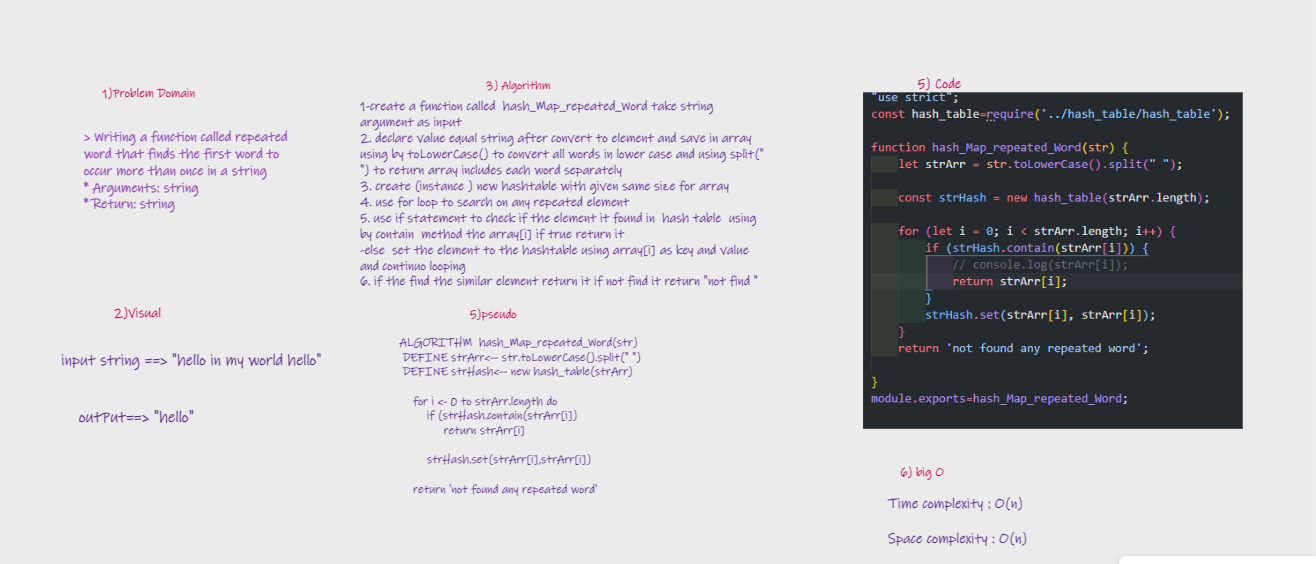 1)Problem Domain
> Writing a function called repeated
word that finds the first word to
occur more than once in a string
* Arguments: string
* Return: string
2)Visual
input string ==> "hello in my world hello"
outPut==> "hello"
3) Algorithm
1-create a function called hash_Map_repeated_Word take string
argument as input
2. declare value equal string after convert to element and save in array
using by toLowerCase() to convert all words in lower case and using split("
") to return array includes each word separately
3. create (instance ) new hashtable with given same size for array
4. use for loop to search on any repeated element
5. use if statement to check if the element it found in hash table using
by contain method the array[i] if true return it
-else set the element to the hashtable using array[i] as key and value
and continuo looping
6. if the find the similar element return it if not find it return "not find "
5)pseudo
ALGORITHM hash_Map_repeated_Word(str)
DEFINE strArr<-- str.toLowerCase().split(" ")
DEFINE strHash<-- new hash_table(strArr)
for i <- 0 to strArr.length do
if (strHash.contain(strArr[i])
return strArr[i]
strHash.set(strArr[i],strArr[i])
return 'not found any repeated word'
5) Code
"use strict";
const hash_table=require('../hash_table/hash_table');
function hash_Map_repeated_Word(str) {
let strArr = str.toLowerCase().split(" ");
const strHash = new hash_table(strArr.length);
for (let i = 0; i < strArr.length; i++) {
if (strHash.contain(strArr[i])) {
// console.log(strArr[i]);
return strArr[i];
}
strHash.set(strArr[i], strArr[i]);
}
return 'not found any repeated word';
}
module.exports=hash_Map_repeated_Word;
6) big O
Time complexity : O(n)
Space complexity : O(n)